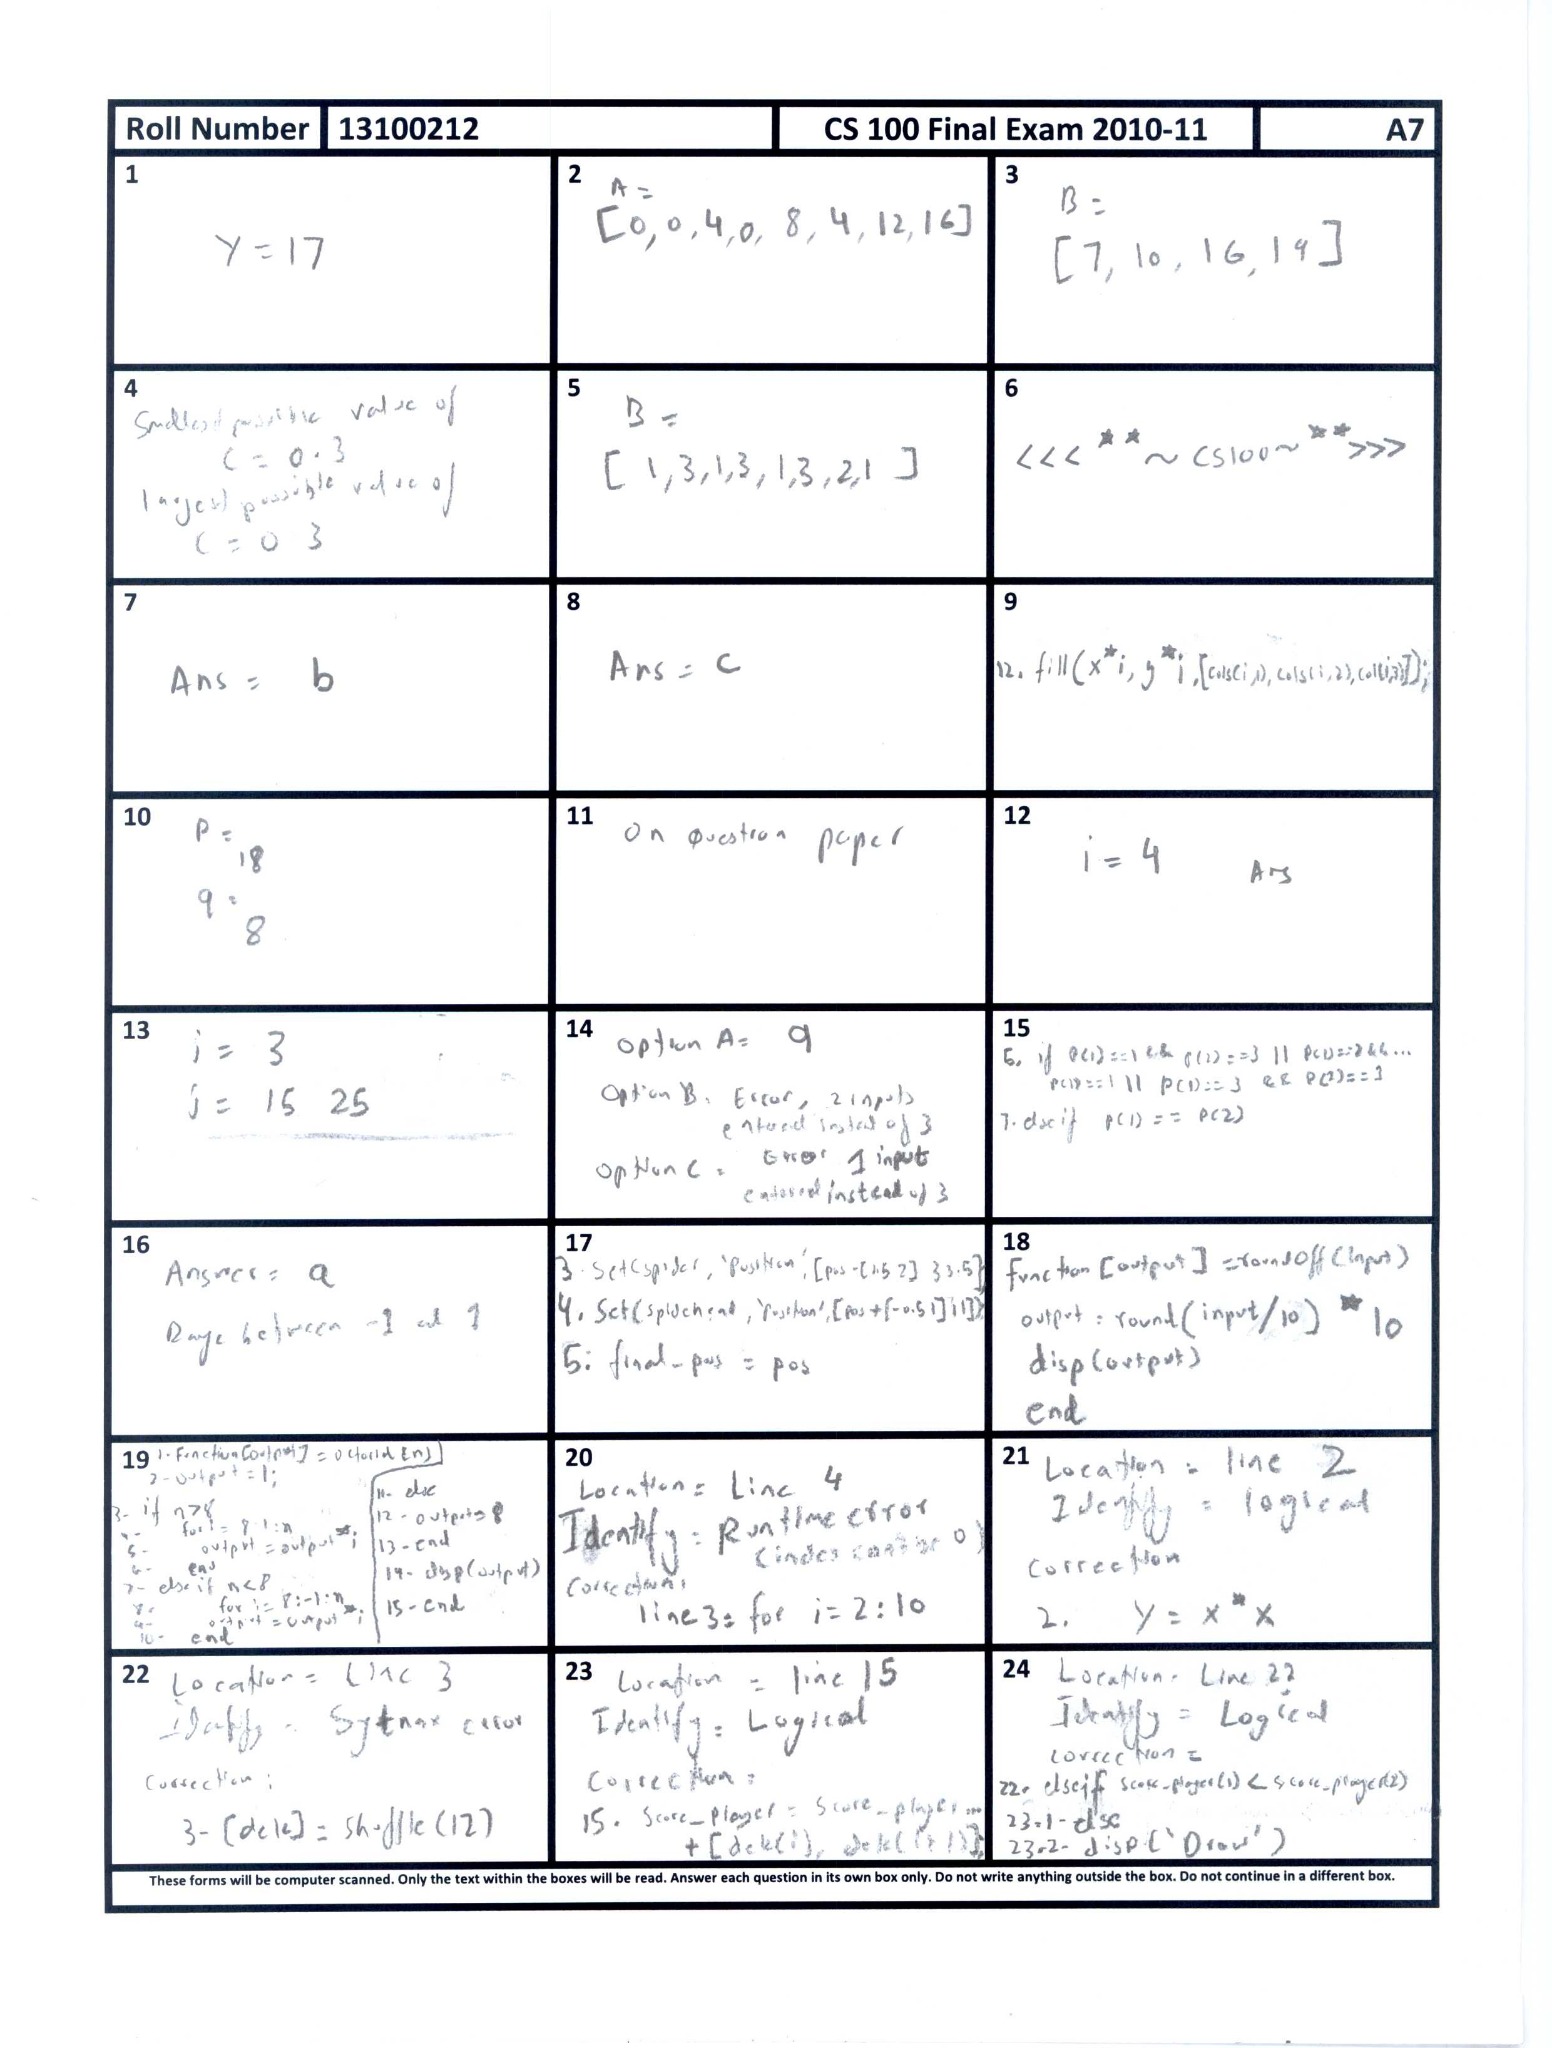 Roll Number 13100212 CS 100 Final Exam 2010-11 A7
1
Y = 17
2
A =
[0, 0, 4, 0, 8, 4, 12, 16]
3
B =
[7, 10, 16, 19]
4
Smallest possible value of
C = 0.3
largest possible value of
C = 0.3
5
B =
[1,3,1,3,1,3,2,1]
6
<<<**~CS100~**>>>
7
Ans = b
8
Ans = c
9
12. fill(x*i, y*i,[cols(i,1), cols(i,2), col(i,3)]);
10
P =
18
q =
8
11
On Question paper
12
i = 4 Ans
13
i = 3
j = 15 25
14
Option A = 9
Option B = Error, 2 inputs
entered instead of 3
Option C = Error 1 input
entered instead of 3
15
6. if P(1)==1 && P(2)==3 || P(1)==2 &&...
P(2)==1 || P(1)==3 && P(2)==3
7. elseif P(1) == P(2)
16
Answer = a
Range between -1 and 1
17
3. Set(spider, 'Position', [pos-[1.5 2] 3 3.5]
4. Set( , 'Position', [pos+[-0.5 1] 1 1])
5. final_pos = pos
18
function [output] = roundOff(input)
output = round(input/10) * 10
disp(output)
end
19
1- function[output] = octorial(n)
2- output = 1;
3- if n>8
4- for i = 8:1:n
5- output = output*i
6- end
7- elseif n<8
8- for i = 8:-1:n
9- output = output*i
10- end
11- else
12- output=8
13- end
14- disp(output)
15- end
20
Location = Line 4
Identify = Runtime error
(index cant be 0)
Correction:
line 3: for i = 2:10
21
Location = line 2
Identify = logical
Correction
2. Y = x*x
22
Location = Line 3
Identify = Sytnax error
Correction:
3- [dek] = shuffle(12)
23
Location = line 15
Identify = Logical
Correction =
15. Score_player = Score_player ...
+ [dek(i), dek(i+1)];
24
Location = Line 22
Identify = Logical
correction =
22. elseif score_player(1) < score_player(2)
23.1- else
23.2- disp('Draw')
These forms will be computer scanned. Only the text within the boxes will be read. Answer each question in its own box only. Do not write anything outside the box. Do not continue in a different box.